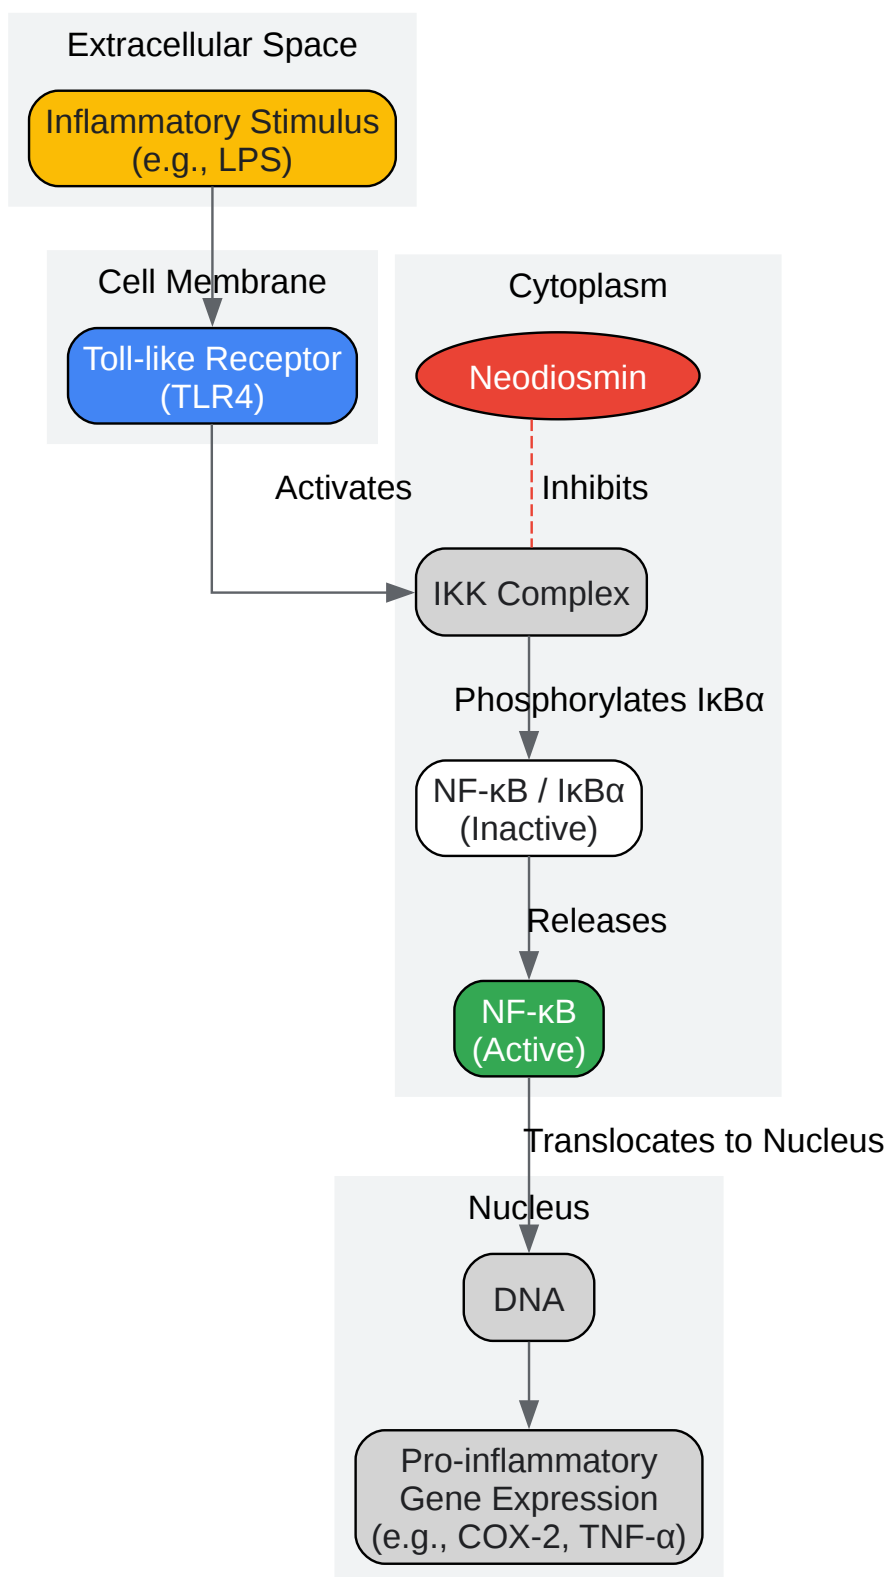 Extracellular Space
Inflammatory Stimulus
(e.g., LPS)
Cell Membrane
Toll-like Receptor
(TLR4)
Cytoplasm
Neodiosmin
Activates
Inhibits
IKK Complex
Phosphorylates IκBα
NF-κB / IκBα
(Inactive)
Releases
NF-κB
(Active)
Translocates to Nucleus
Nucleus
DNA
Pro-inflammatory
Gene Expression
(e.g., COX-2, TNF-α)